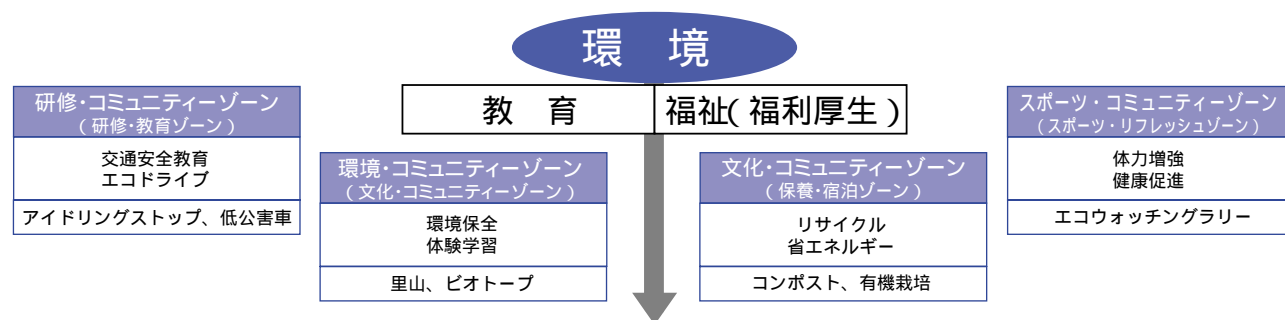 環 境
教 育
福祉(福利厚生)
研修・コミュニティーゾーン
(研修・教育ゾーン)
交通安全教育
エコドライブ
アイドリングストップ、低公害車
環境・コミュニティーゾーン
(文化・コミュニティーゾーン)
環境保全
体験学習
里山、ビオトープ
文化・コミュニティーゾーン
(保養・宿泊ゾーン)
リサイクル
省エネルギー
コンポスト、有機栽培
スポーツ・コミュニティーゾーン
(スポーツ・リフレッシュゾーン)
体力増強
健康促進
エコウォッチングラリー